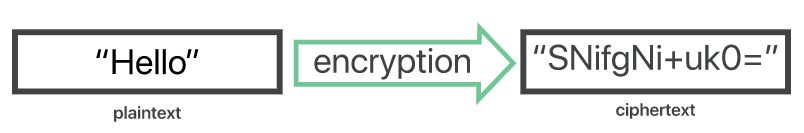 “Hello”
encryption
“SNifgNi+uk0=”
plaintext
ciphertext